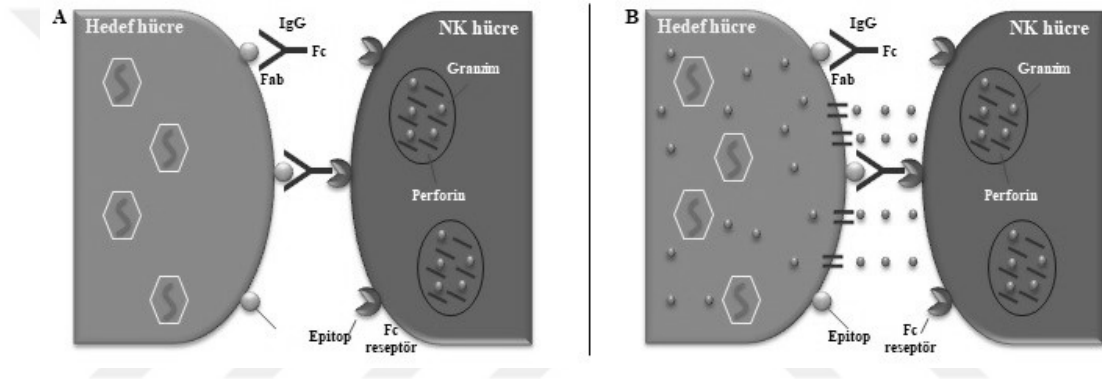 A
Hedef hücre
IgG
Fc
Fab
NK hücre
Granzim
Perforin
Epitop
Fc
reseptör
B
Hedef hücre
IgG
Fc
Fab
NK hücre
Granzim
Perforin
Epitop
Fc
reseptör